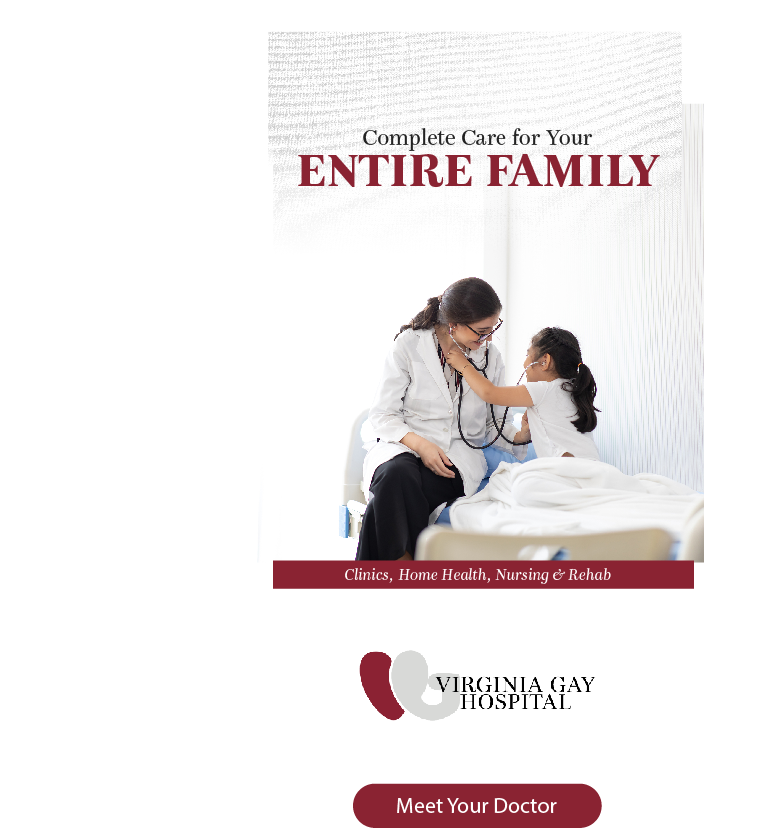 Complete Care for Your
ENTIRE FAMILY
Clinics, Home Health, Nursing & Rehab
VIRGINIA GAY
HOSPITAL
Meet Your Doctor